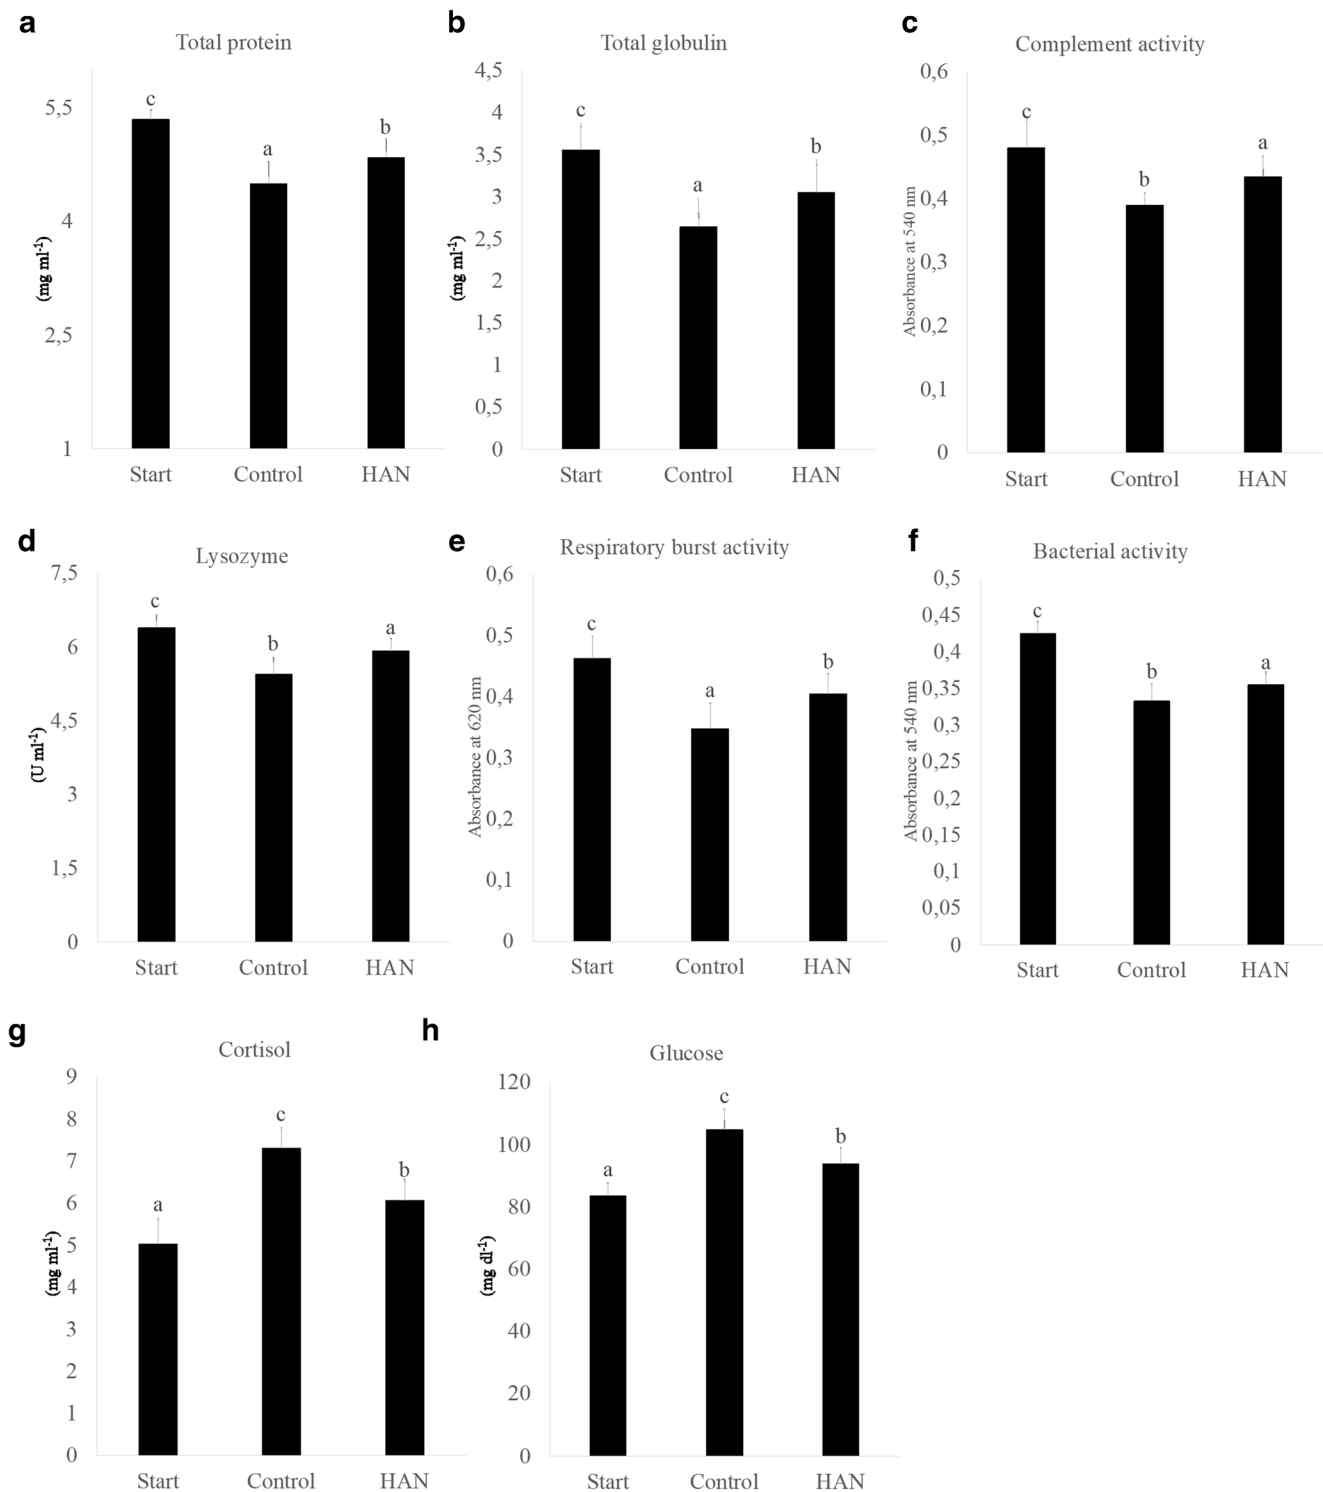 a
Total protein
5,5
4
2,5
1
(mg ml-1)
c
a
b
Start Control HAN
b
Total globulin
4,5
4
3,5
3
2,5
2
1,5
1
0,5
0
(mg ml-1)
c
a
b
Start Control HAN
c
Complement activity
0,6
0,5
0,4
0,3
0,2
0,1
0
Absorbance at 540 nm
c
b
a
Start Control HAN
d
Lysozyme
7,5
6
4,5
3
1,5
0
(U ml-1)
c
b
a
Start Control HAN
e
Respiratory burst activity
0,6
0,5
0,4
0,3
0,2
0,1
0
Absorbance at 620 nm
c
a
b
Start Control HAN
f
Bacterial activity
0,5
0,45
0,4
0,35
0,3
0,25
0,2
0,15
0,1
0,05
0
Absorbance at 540 nm
c
b
a
Start Control HAN
g
Cortisol
9
8
7
6
5
4
3
2
1
0
(mg ml-1)
a
c
b
Start Control HAN
h
Glucose
120
100
80
60
40
20
0
(mg dl-1)
a
c
b
Start Control HAN